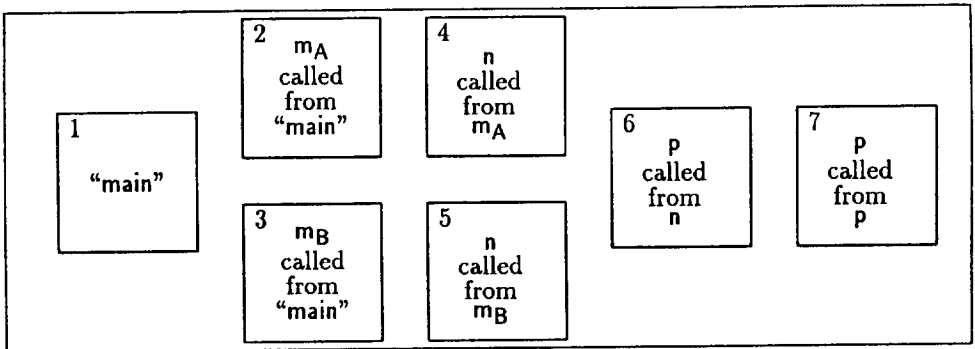 1
“main”
2
mA
called
from
“main”
3
mB
called
from
“main”
4
n
called
from
mA
5
n
called
from
mB
6
p
called
from
n
7
p
called
from
p